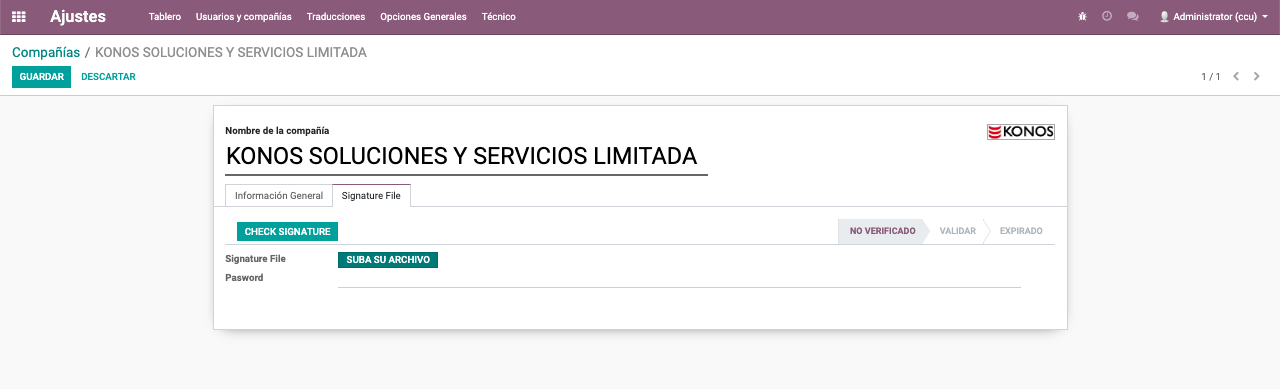 Ajustes Tablero Usuarios y compañías Traducciones Opciones Generales Técnico Administrator (ccu)
Compañías / KONOS SOLUCIONES Y SERVICIOS LIMITADA
GUARDAR DESCARTAR 1 / 1
Nombre de la compañía
KONOS
KONOS SOLUCIONES Y SERVICIOS LIMITADA
Información General Signature File
CHECK SIGNATURE NO VERIFICADO VALIDAR EXPIRADO
Signature File SUBA SU ARCHIVO
Pasword